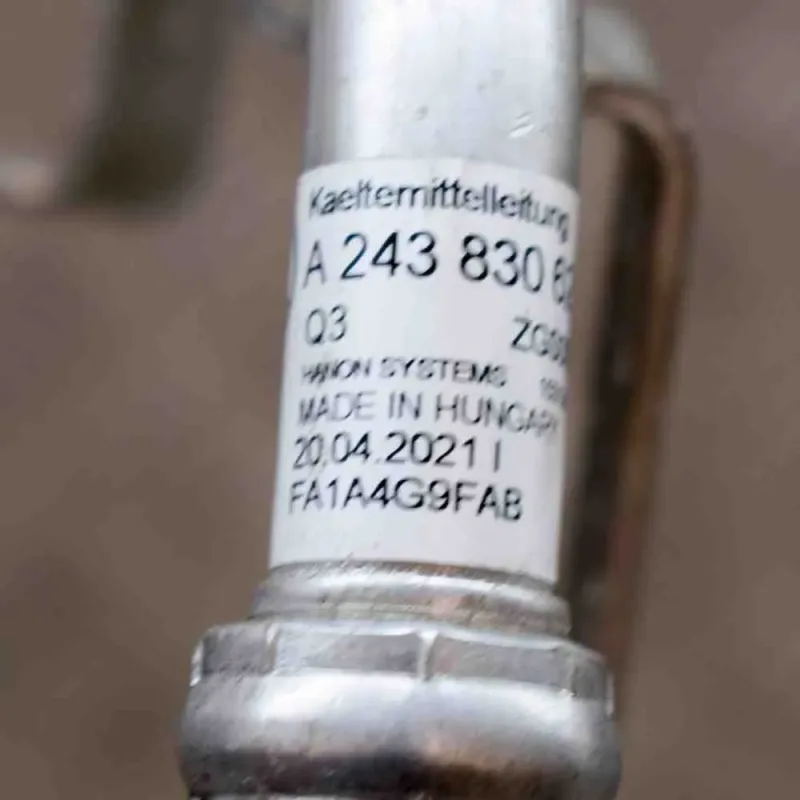 Kaeltemittelleitung
A 243 830
Q3
HANON SYSTEMS
MADE IN HUNGARY
20.04.2021 I
FA1A4G9FAB